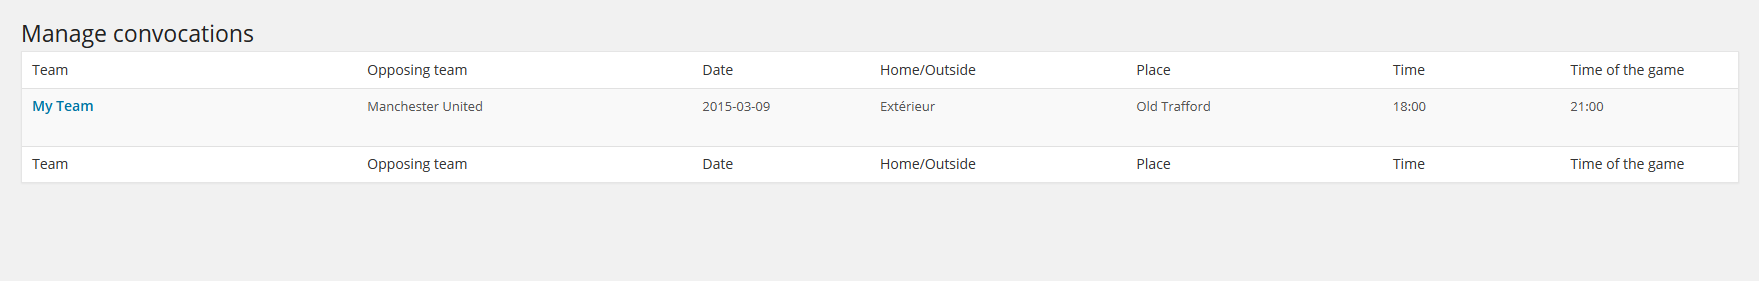 Manage convocations
Team Opposing team Date Home/Outside Place Time Time of the game
My Team Manchester United 2015-03-09 Extérieur Old Trafford 18:00 21:00
Team Opposing team Date Home/Outside Place Time Time of the game